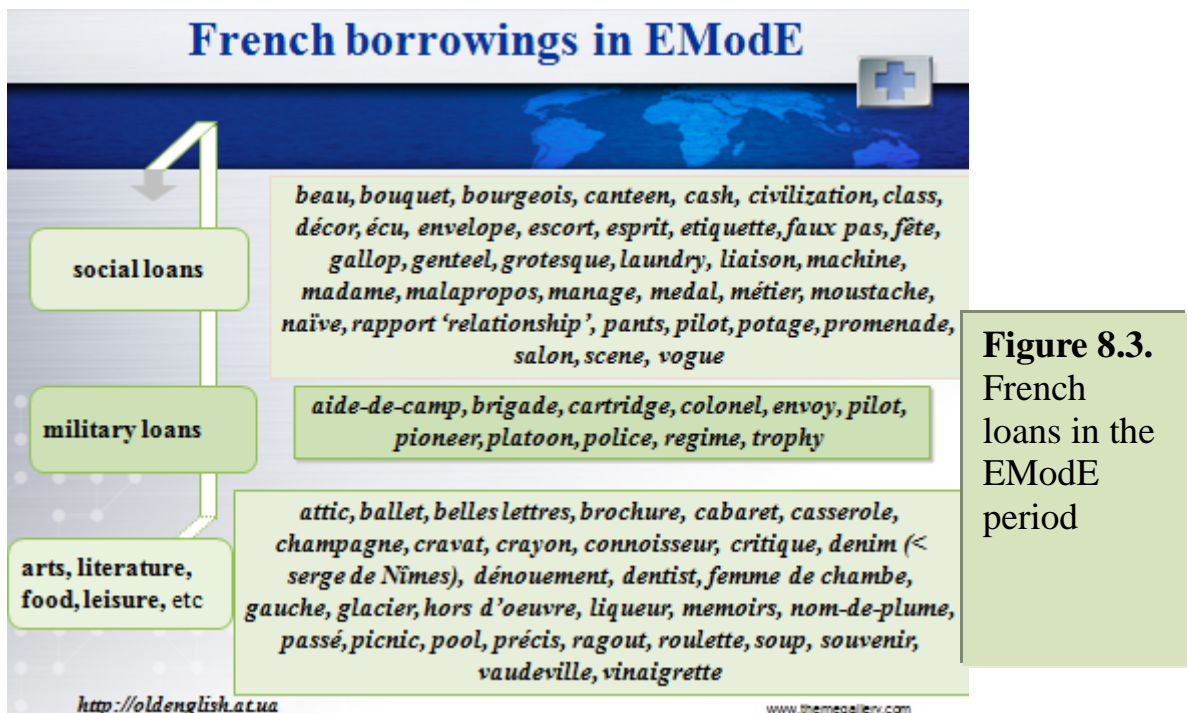 French borrowings in EModE
social loans
beau, bouquet, bourgeois, canteen, cash, civilization, class,
décor, écu, envelope, escort, esprit, etiquette, faux pas, fête,
gallop, genteel, grotesque, laundry, liaison, machine,
madame, malapropos, manage, medal, métier, moustache,
naïve, rapport ‘relationship’, pants, pilot, potage, promenade,
salon, scene, vogue
military loans
aide-de-camp, brigade, cartridge, colonel, envoy, pilot,
pioneer, platoon, police, regime, trophy
arts, literature,
food, leisure, etc
attic, ballet, belles lettres, brochure, cabaret, casserole,
champagne, cravat, crayon, connoisseur, critique, denim (<
serge de Nîmes), dénouement, dentist, femme de chambe,
gauche, glacier, hors d’oeuvre, liqueur, memoirs, nom-de-plume,
passé, picnic, pool, précis, ragout, roulette, soup, souvenir,
vaudeville, vinaigrette
http://oldenglish.at.ua
www.themegallery.com
Figure 8.3.
French
loans in the
EModE
period